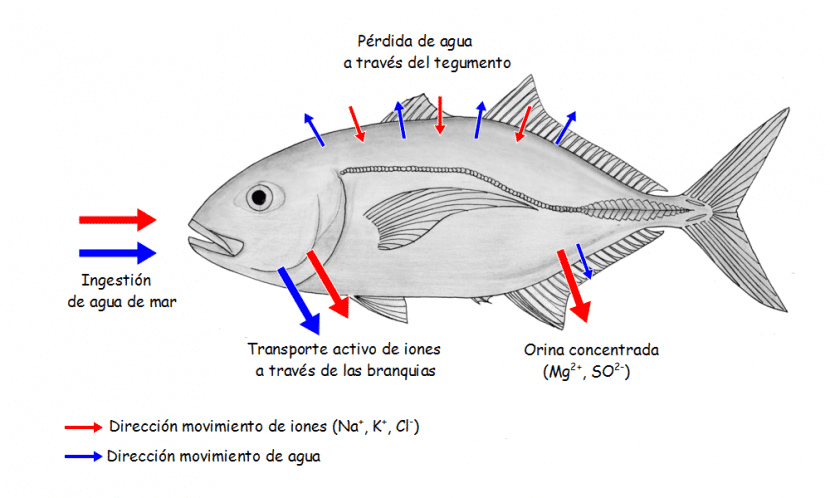 Pérdida de agua
a través del tegumento
Ingestión
de agua de mar
Transporte activo de iones
a través de las branquias
Orina concentrada
(Mg²⁺, SO²⁻)
Dirección movimiento de iones (Na⁺, K⁺, Cl⁻)
Dirección movimiento de agua